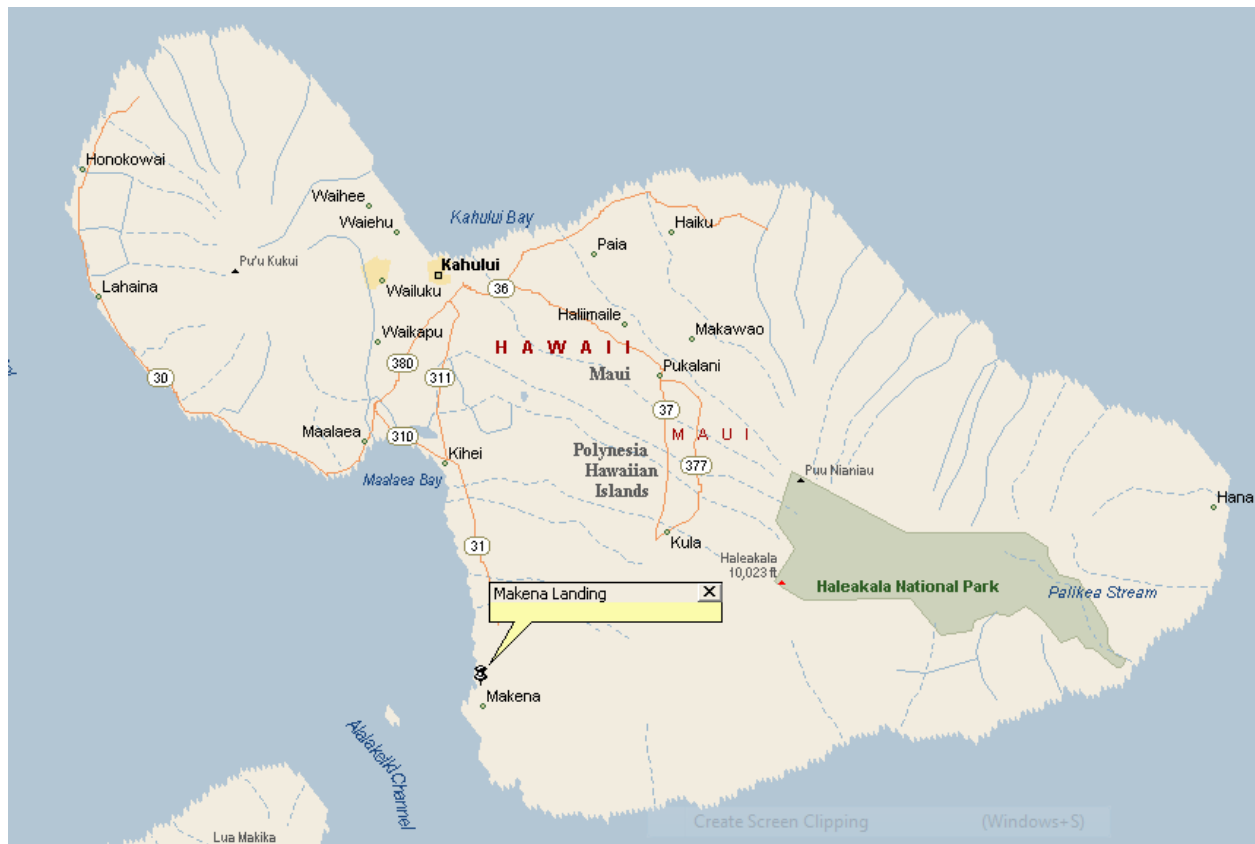 Honokowai
Waihee
Waiehu
Kahului Bay
Haiku
Paia
Pu'u Kukui
Kahului
Lahaina
Wailuku
36
Haliimaile
Makawao
Waikapu
H A W A I I
380
Pukalani
Maui
30
311
37
Maalaea
310
M A U I
Kihei
Polynesia
Hawaiian
Islands
377
Puu Nianiau
Maalaea Bay
Hana
31
Kula
Haleakala
10,023 ft
Haleakala National Park
Palikea Stream
Makena Landing
Makena
Alalakeiki Channel
Create Screen Clipping (Windows+S)
Lua Makika